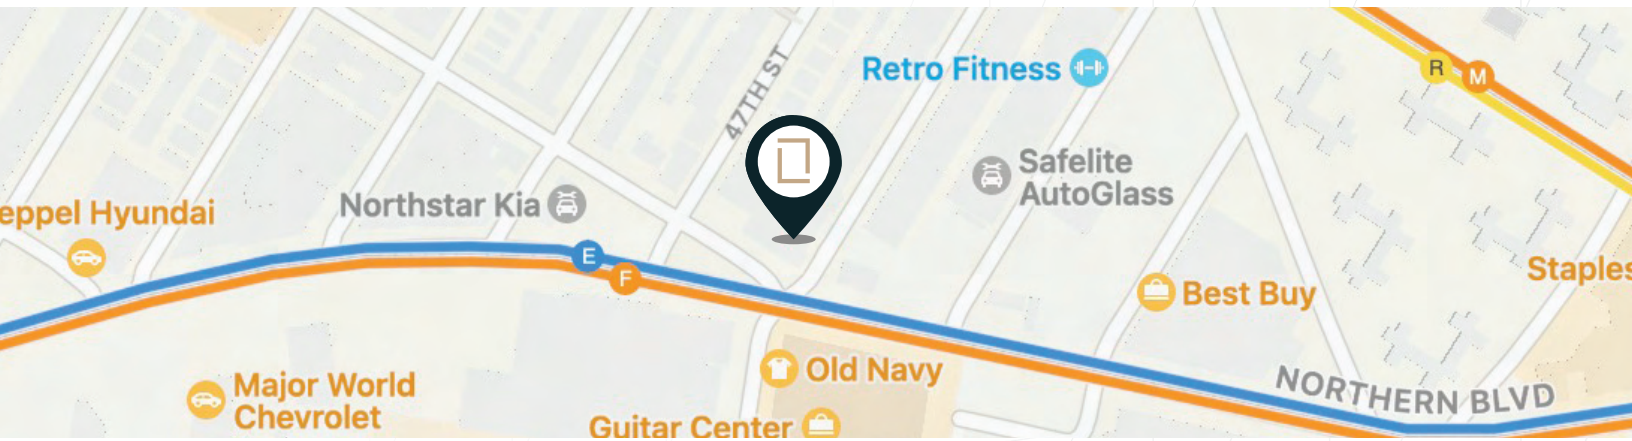 47TH ST
Retro Fitness
R
M
Safelite
AutoGlass
Northstar Kia
eppel Hyundai
E
F
Staples
Best Buy
Old Navy
Major World
Chevrolet
NORTHERN BLVD
Guitar Center